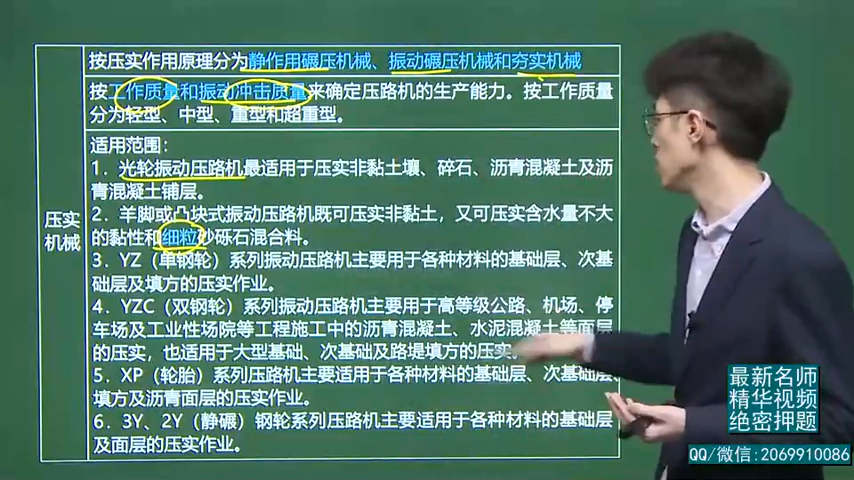 按压实作用原理分为静作用碾压机械、振动碾压机械和夯实机械
按工作质量和振动冲击质量来确定压路机的生产能力。按工作质量
分为轻型、中型、重型和超重型。
适用范围：
1．光轮振动压路机最适用于压实非黏土壤、碎石、沥青混凝土及沥
青混凝土铺层。
2．羊脚或凸块式振动压路机既可压实非黏土，又可压实含水量不大
的黏性和细粒砂砾石混合料。
3．YZ（单钢轮）系列振动压路机主要用于各种材料的基础层、次基
础层及填方的压实作业。
4．YZC（双钢轮）系列振动压路机主要用于高等级公路、机场、停
车场及工业性场院等工程施工中的沥青混凝土、水泥混凝土等面层
的压实，也适用于大型基础、次基础及路堤填方的压实。
5．XP（轮胎）系列压路机主要适用于各种材料的基础层、次基础层、
填方及沥青面层的压实作业。
6．3Y、2Y（静碾）钢轮系列压路机主要适用于各种材料的基础层
及面层的压实作业。
压实
机械
最新名师
精华视频
绝密押题
QQ/微信:2069910086